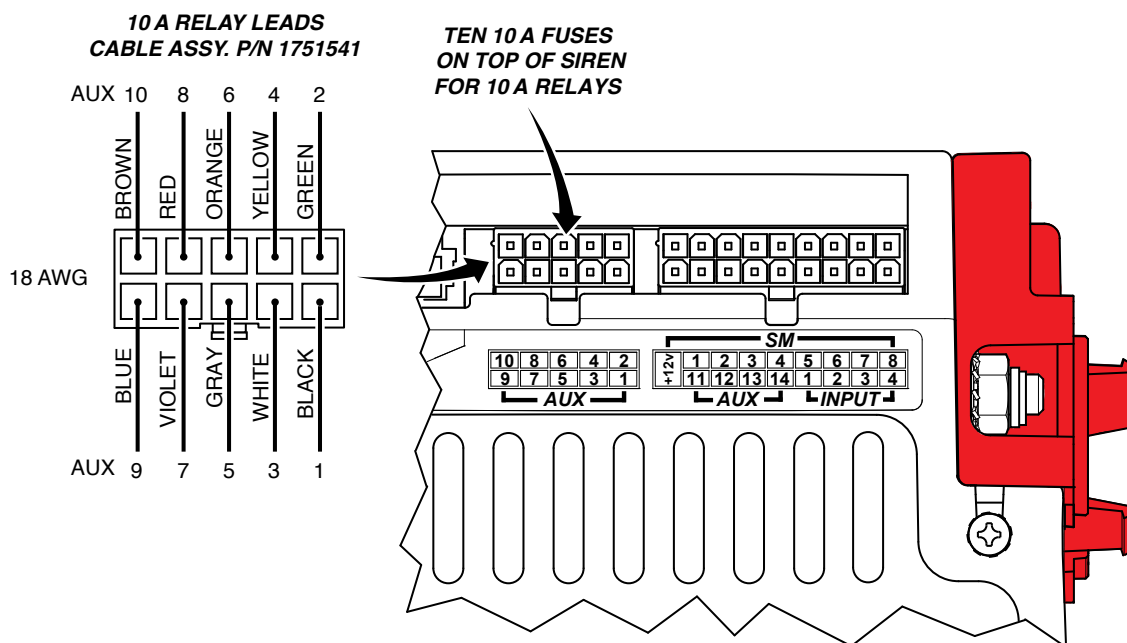 10 A RELAY LEADS
CABLE ASSY. P/N 1751541
TEN 10 A FUSES
ON TOP OF SIREN
FOR 10 A RELAYS
AUX 10 8 6 4 2
BROWN
RED
ORANGE
YELLOW
GREEN
18 AWG
BLUE
VIOLET
GRAY
WHITE
BLACK
AUX 9 7 5 3 1
SM
10 8 6 4 2
9 7 5 3 1
AUX
+12v
1 2 3 4 5 6 7 8
11 12 13 14 1 2 3 4
AUX
INPUT